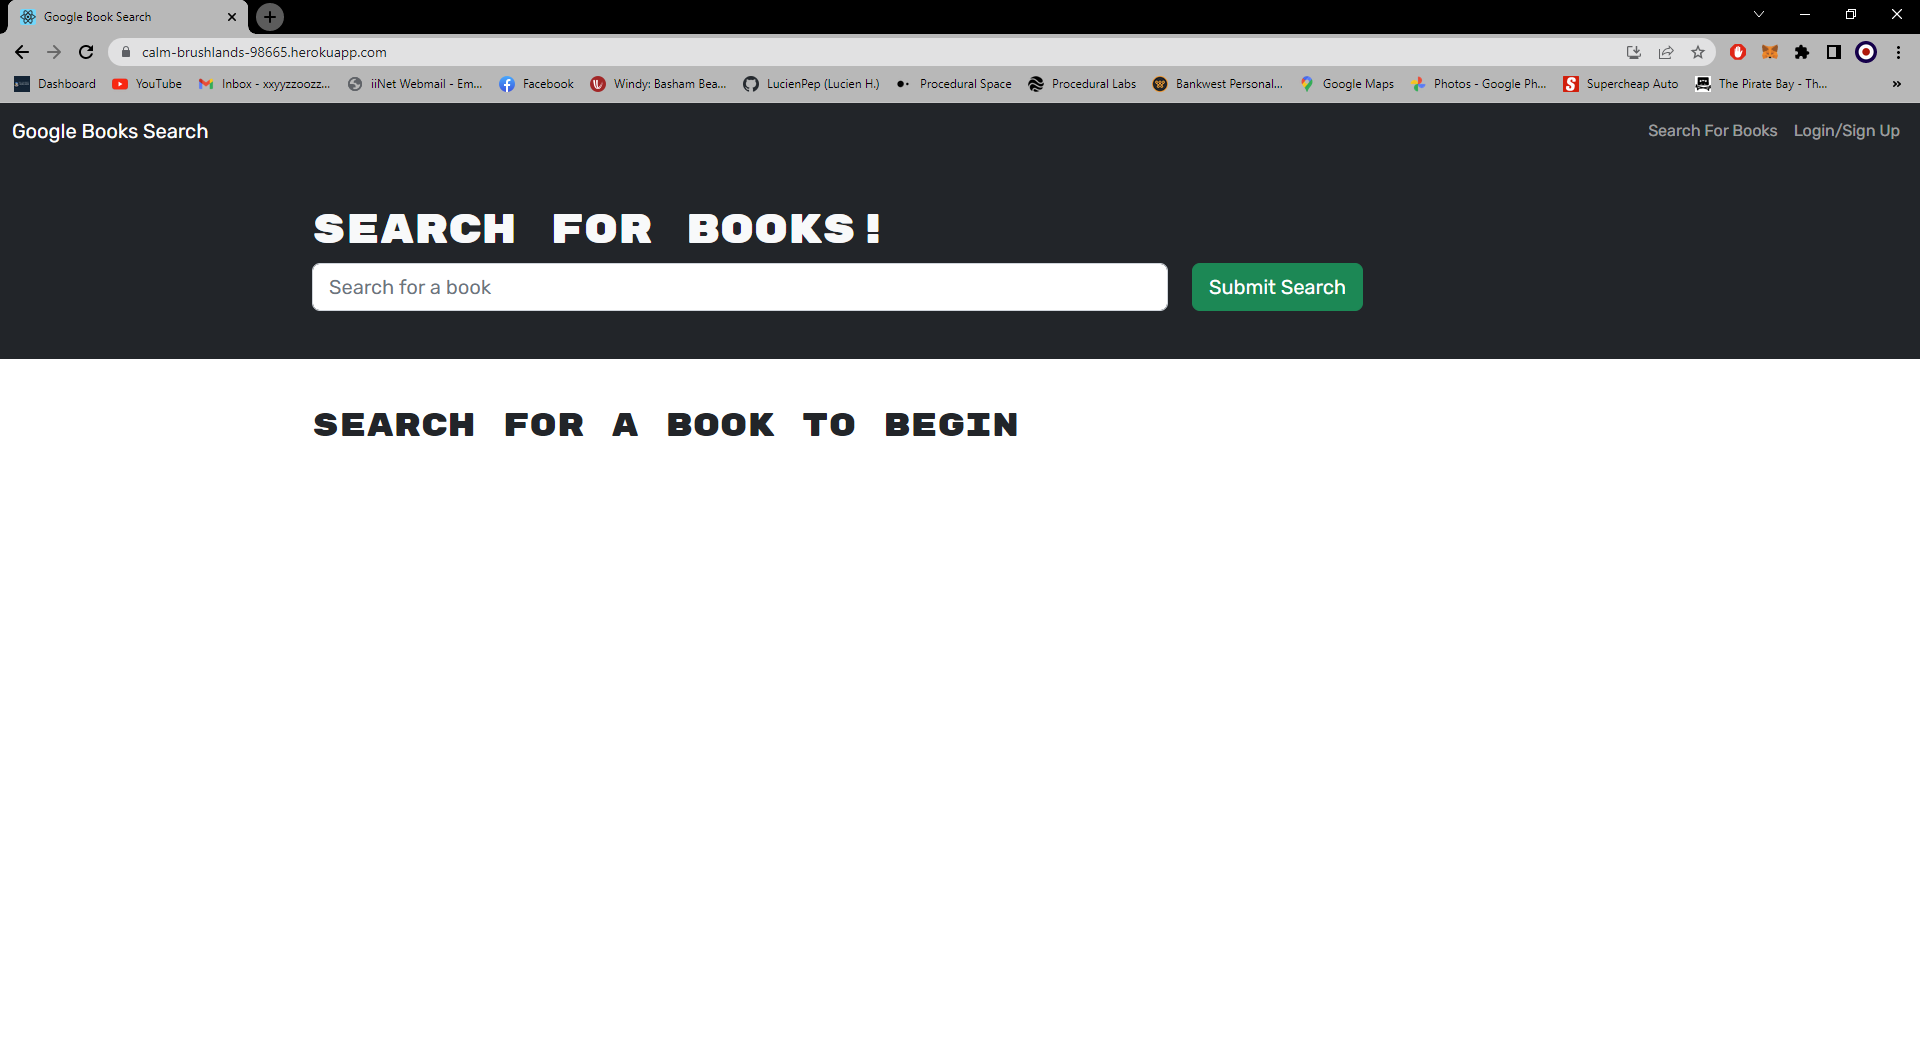 Google Book Search
calm-brushlands-98665.herokuapp.com
Dashboard YouTube Inbox - xxyyzzoozz... iiNet Webmail - Em... Facebook Windy: Basham Bea... LucienPep (Lucien H.) Procedural Space Procedural Labs Bankwest Personal... Google Maps Photos - Google Ph... Supercheap Auto The Pirate Bay - Th... »
Google Books Search Search For Books Login/Sign Up
SEARCH FOR BOOKS!
Search for a book Submit Search
SEARCH FOR A BOOK TO BEGIN